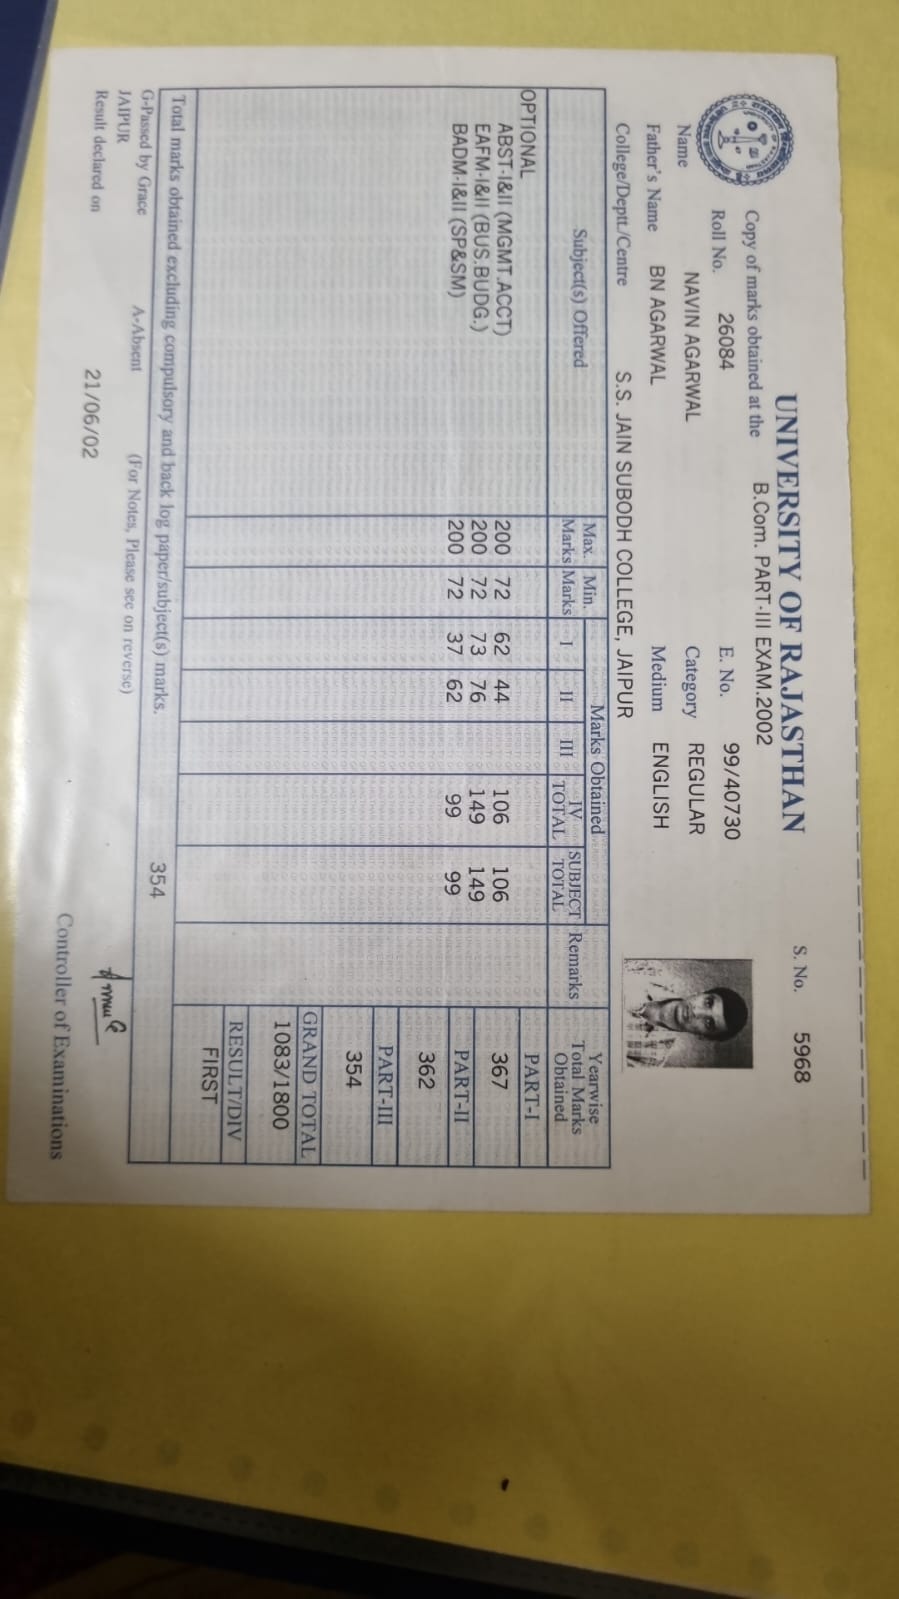 UNIVERSITY OF RAJASTHAN
S. No. 5968
Copy of marks obtained at the B.Com. PART-III EXAM.2002
Roll No. 26084 E. No. 99/40730
Name NAVIN AGARWAL Category REGULAR
Father's Name BN AGARWAL Medium ENGLISH
College/Deptt./Centre S.S. JAIN SUBODH COLLEGE, JAIPUR
Subject(s) Offered Max. Marks Min. Marks Marks Obtained I II III IV TOTAL SUBJECT TOTAL Remarks Yearwise Total Marks Obtained
OPTIONAL PART-I
ABST-I&II (MGMT.ACCT) 200 72 62 44 106 106 367
EAFM-I&II (BUS.BUDG.) 200 72 73 76 149 149
BADM-I&II (SP&SM) 200 72 37 62 99 99 PART-II
362
PART-III
354
GRAND TOTAL
1083/1800
RESULT/DIV
FIRST
Total marks obtained excluding compulsory and back log paper/subject(s) marks. 354
G-Passed by Grace A-Absent (For Notes, Please see on reverse)
JAIPUR
Result declared on 21/06/02
Controller of Examinations